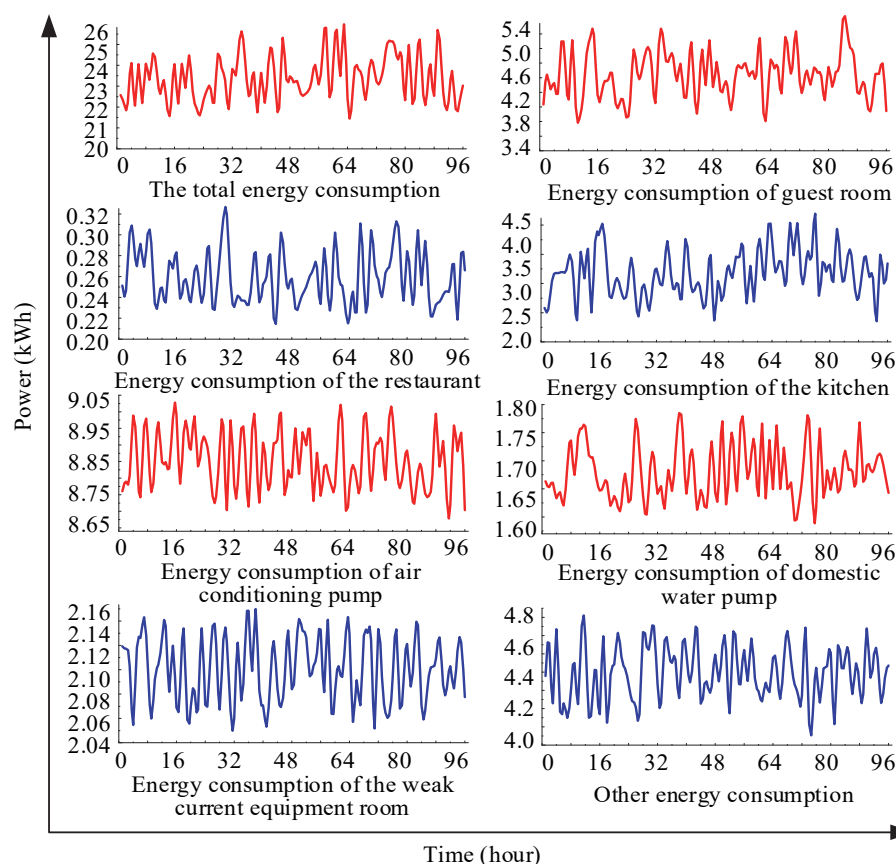 26
25
24
23
22
21
20
0 16 32 48 64 80 96
The total energy consumption
5.4
5.0
4.6
4.2
3.8
3.4
0 16 32 48 64 80 96
Energy consumption of guest room
0.32
0.30
0.28
0.26
0.24
0.22
0.20
0 16 32 48 64 80 96
Energy consumption of the restaurant
4.5
4.0
3.5
3.0
2.5
2.0
0 16 32 48 64 80 96
Energy consumption of the kitchen
9.05
8.95
8.85
8.75
8.65
0 16 32 48 64 80 96
Energy consumption of air
conditioning pump
1.80
1.75
1.70
1.65
1.60
0 16 32 48 64 80 96
Energy consumption of domestic
water pump
2.16
2.14
2.12
2.10
2.08
2.06
2.04
0 16 32 48 64 80 96
Energy consumption of the weak
current equipment room
4.8
4.6
4.4
4.2
4.0
0 16 32 48 64 80 96
Other energy consumption
Power (kWh)
Time (hour)